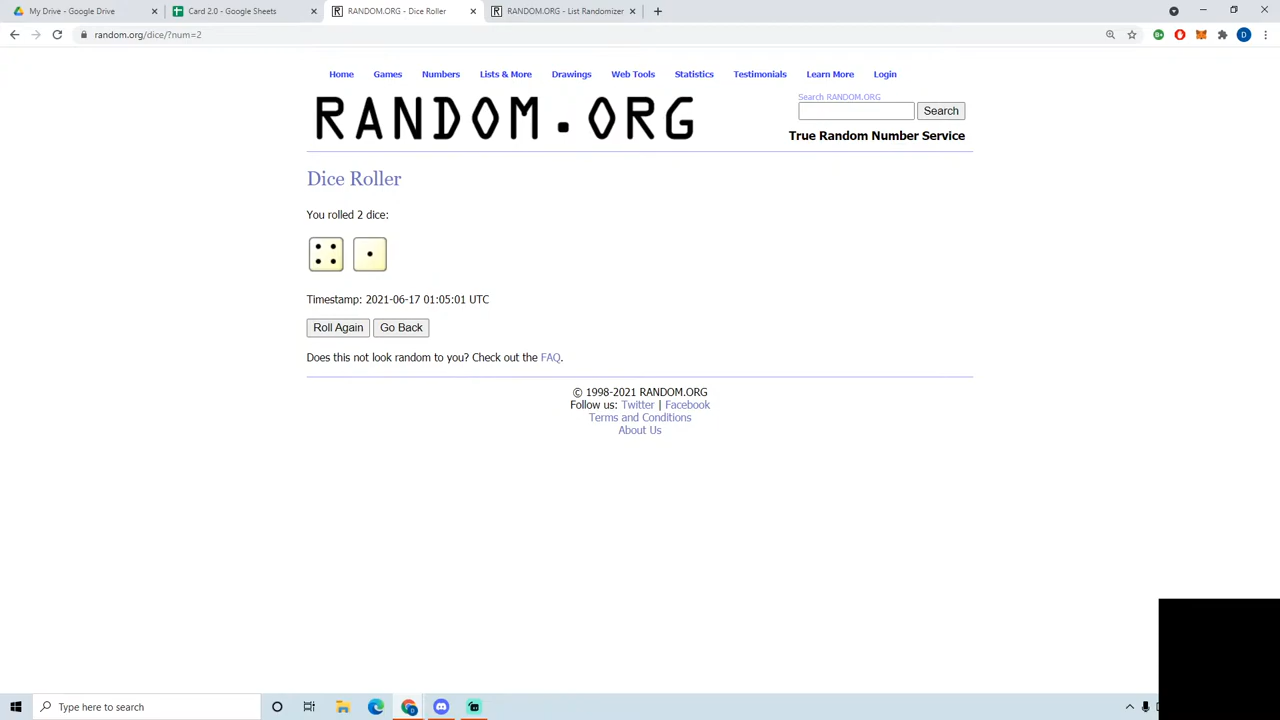 My Drive - Google Drive
Card 2.0 - Google Sheets
RANDOM.ORG - Dice Roller
RANDOM.ORG - List Randomizer
random.org/dice/?num=2
Home Games Numbers Lists & More Drawings Web Tools Statistics Testimonials Learn More Login
RANDOM.ORG
Search RANDOM.ORG
Search
True Random Number Service
Dice Roller
You rolled 2 dice:
Timestamp: 2021-06-17 01:05:01 UTC
Roll Again Go Back
Does this not look random to you? Check out the FAQ.
© 1998-2021 RANDOM.ORG
Follow us: Twitter | Facebook
Terms and Conditions
About Us
Type here to search